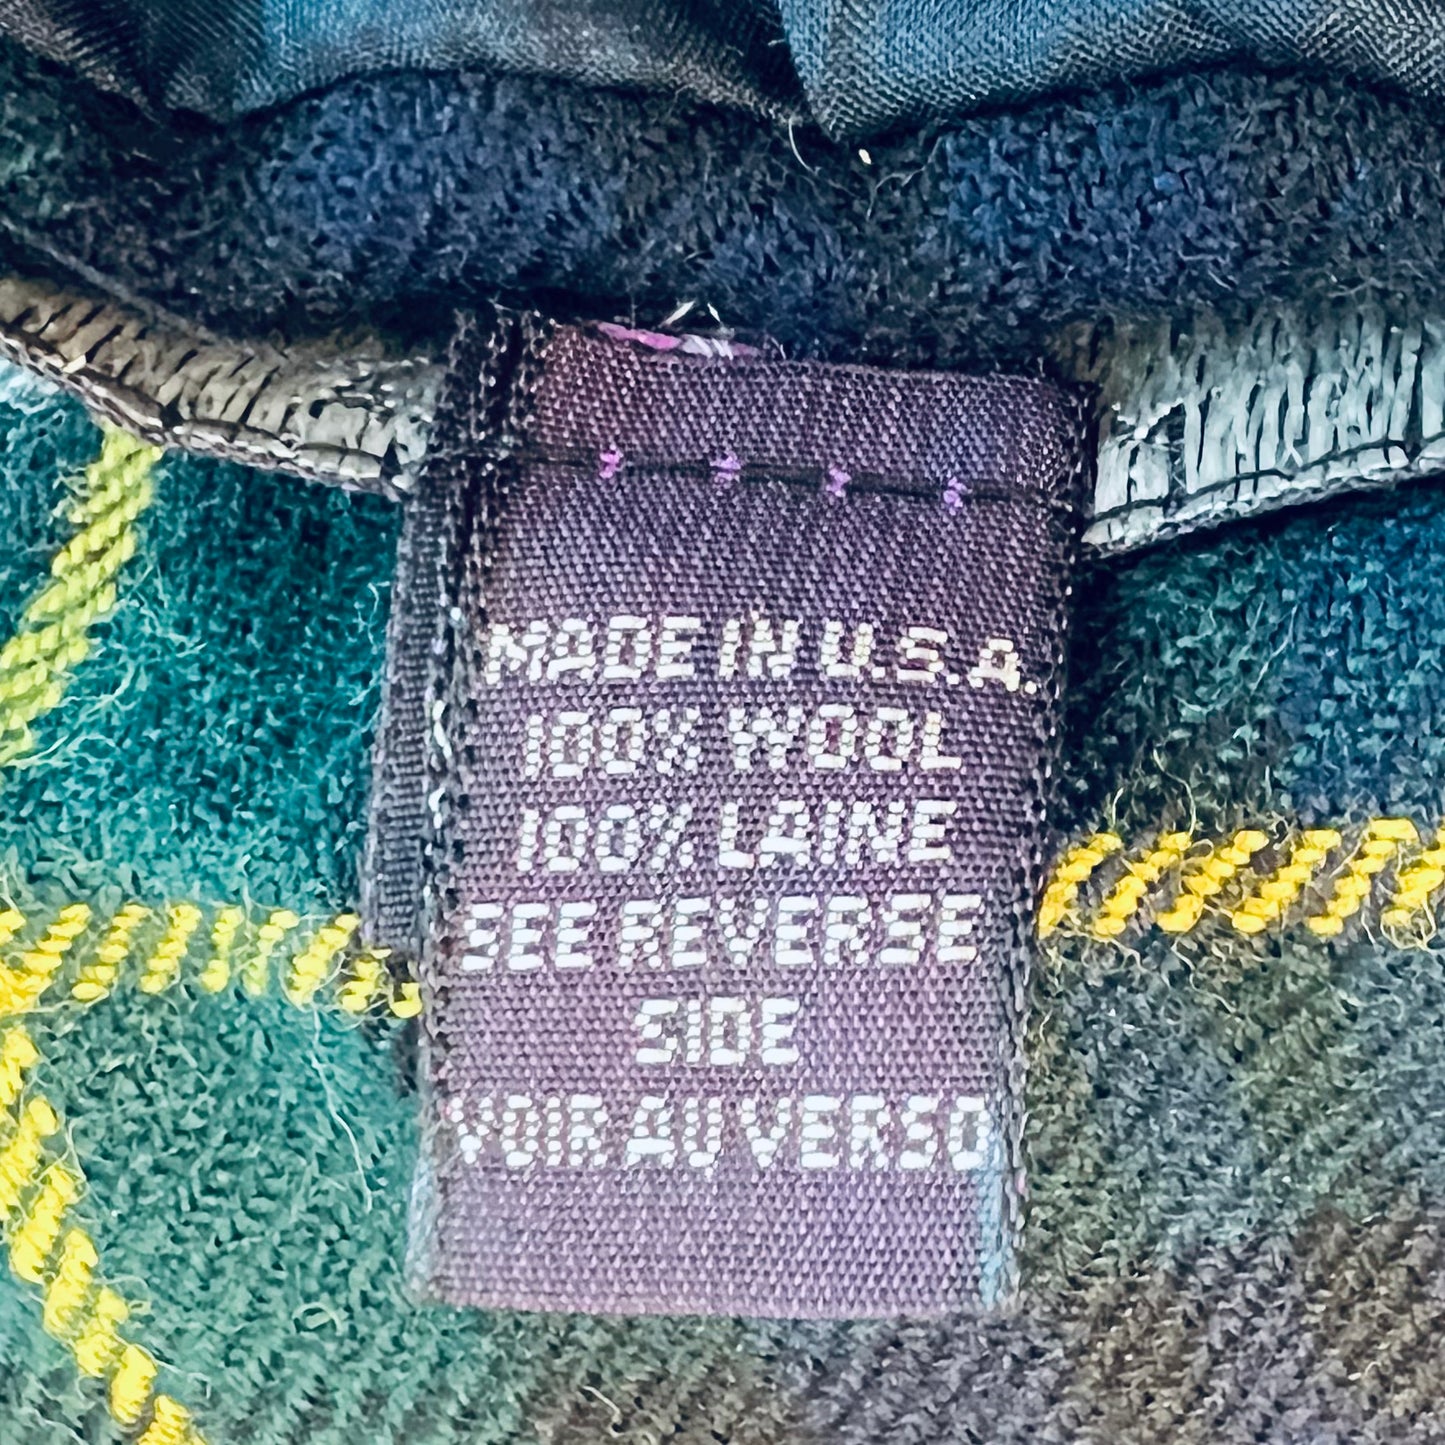 MADE IN U.S.A.
100% WOOL
100% LAINE
SEE REVERSE
SIDE
VOIR AU VERSO